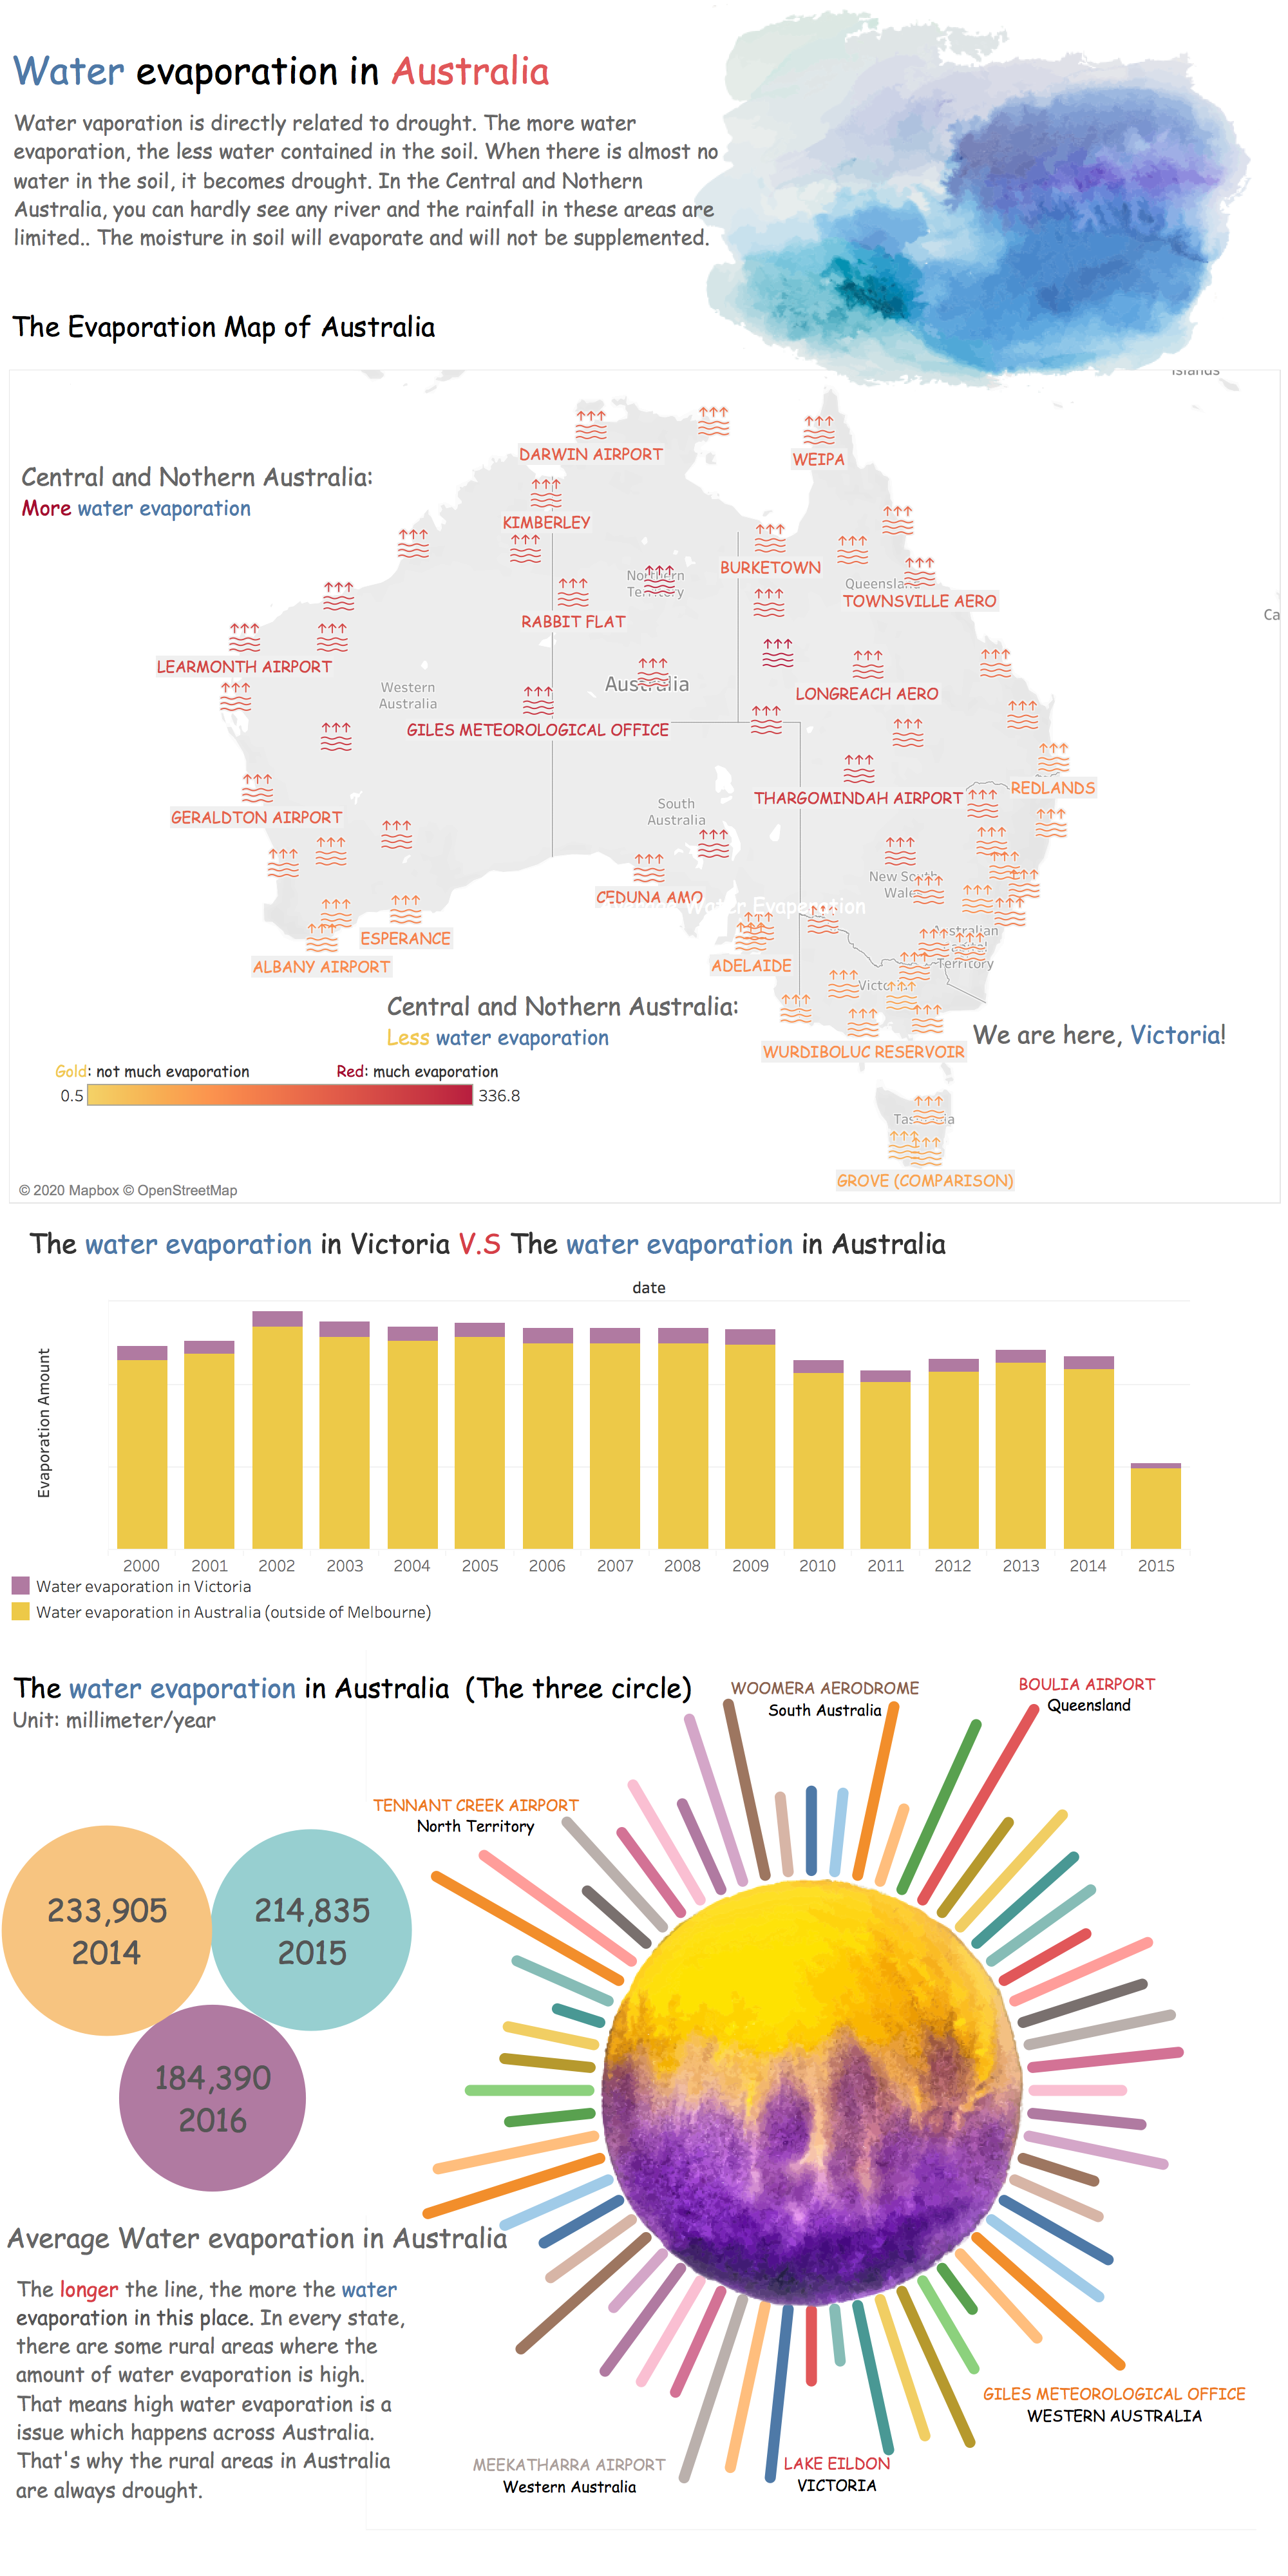 Water evaporation in Australia
Water vaporation is directly related to drought. The more water
evaporation, the less water contained in the soil. When there is almost no
water in the soil, it becomes drought. In the Central and Nothern
Australia, you can hardly see any river and the rainfall in these areas are
limited.. The moisture in soil will evaporate and will not be supplemented.
The Evaporation Map of Australia
Islands
DARWIN AIRPORT
WEIPA
Central and Nothern Australia:
More water evaporation
KIMBERLEY
BURKETOWN
Northern
Territory
Queensland
TOWNSVILLE AERO
Ca
RABBIT FLAT
LEARMONTH AIRPORT
Western
Australia
Australia
LONGREACH AERO
GILES METEOROLOGICAL OFFICE
REDLANDS
THARGOMINDAH AIRPORT
South
Australia
GERALDTON AIRPORT
New South
Wales
CEDUNA AMO
Water Evaperation
ESPERANCE
Australian
Territory
ADELAIDE
ALBANY AIRPORT
Victoria
Central and Nothern Australia:
Less water evaporation
We are here, Victoria!
WURDIBOLUC RESERVOIR
Gold: not much evaporation
Red: much evaporation
0.5
336.8
Tasmania
GROVE (COMPARISON)
© 2020 Mapbox © OpenStreetMap
The water evaporation in Victoria V.S The water evaporation in Australia
date
Evaporation Amount
2000 2001 2002 2003 2004 2005 2006 2007 2008 2009 2010 2011 2012 2013 2014 2015
Water evaporation in Victoria
Water evaporation in Australia (outside of Melbourne)
The water evaporation in Australia (The three circle)
Unit: millimeter/year
WOOMERA AERODROME
South Australia
BOULIA AIRPORT
Queensland
TENNANT CREEK AIRPORT
North Territory
233,905
2014
214,835
2015
184,390
2016
Average Water evaporation in Australia
The longer the line, the more the water
evaporation in this place. In every state,
there are some rural areas where the
amount of water evaporation is high.
That means high water evaporation is a
issue which happens across Australia.
That's why the rural areas in Australia
are always drought.
GILES METEOROLOGICAL OFFICE
WESTERN AUSTRALIA
MEEKATHARRA AIRPORT
Western Australia
LAKE EILDON
VICTORIA